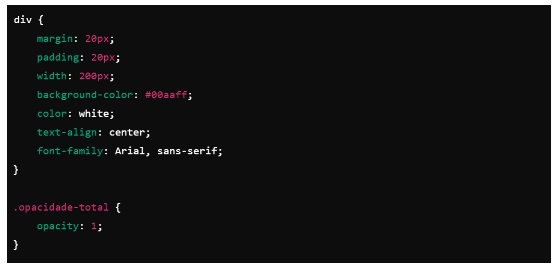 div {
margin: 20px;
padding: 20px;
width: 200px;
background-color: #00aaff;
color: white;
text-align: center;
font-family: Arial, sans-serif;
}
.opacidade-total {
opacity: 1;
}